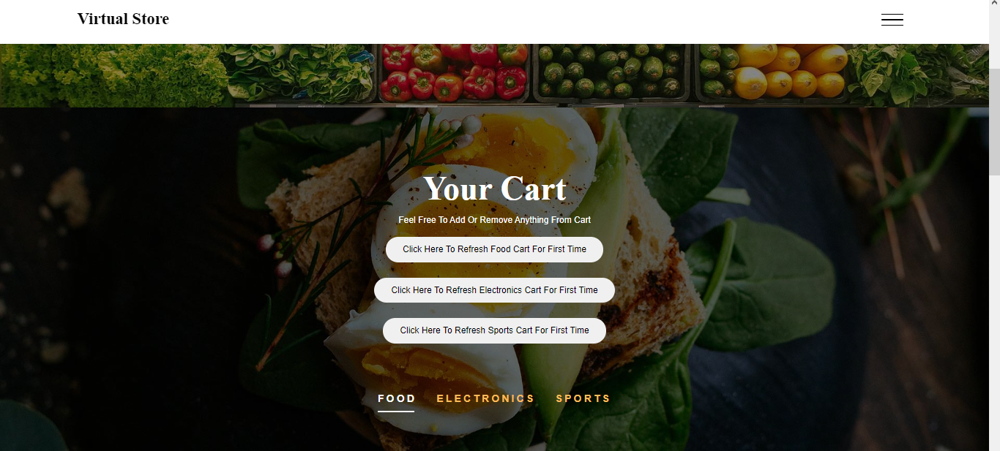 Virtual Store
Your Cart
Feel Free To Add Or Remove Anything From Cart
Click Here To Refresh Food Cart For First Time
Click Here To Refresh Electronics Cart For First Time
Click Here To Refresh Sports Cart For First Time
FOOD ELECTRONICS SPORTS